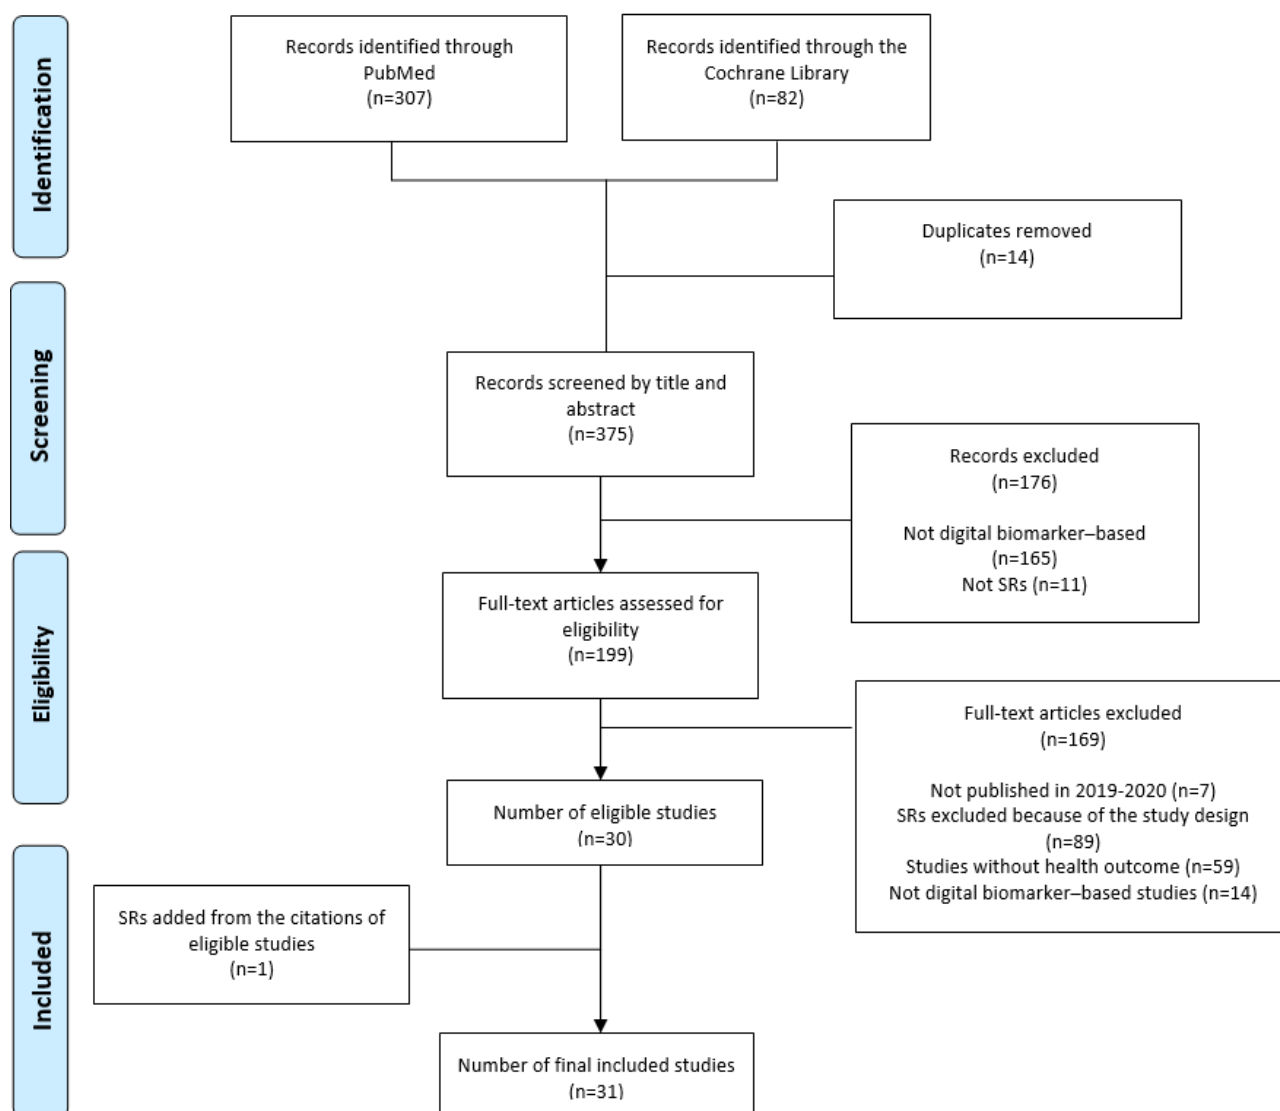 Identification
Records identified through
PubMed
(n=307)
Records identified through the
Cochrane Library
(n=82)
Duplicates removed
(n=14)
Screening
Records screened by title and
abstract
(n=375)
Records excluded
(n=176)
Not digital biomarker–based
(n=165)
Not SRs (n=11)
Eligibility
Full-text articles assessed for
eligibility
(n=199)
Full-text articles excluded
(n=169)
Not published in 2019-2020 (n=7)
SRs excluded because of the study design
(n=89)
Studies without health outcome (n=59)
Not digital biomarker–based studies (n=14)
Number of eligible studies
(n=30)
Included
SRs added from the citations of
eligible studies
(n=1)
Number of final included studies
(n=31)